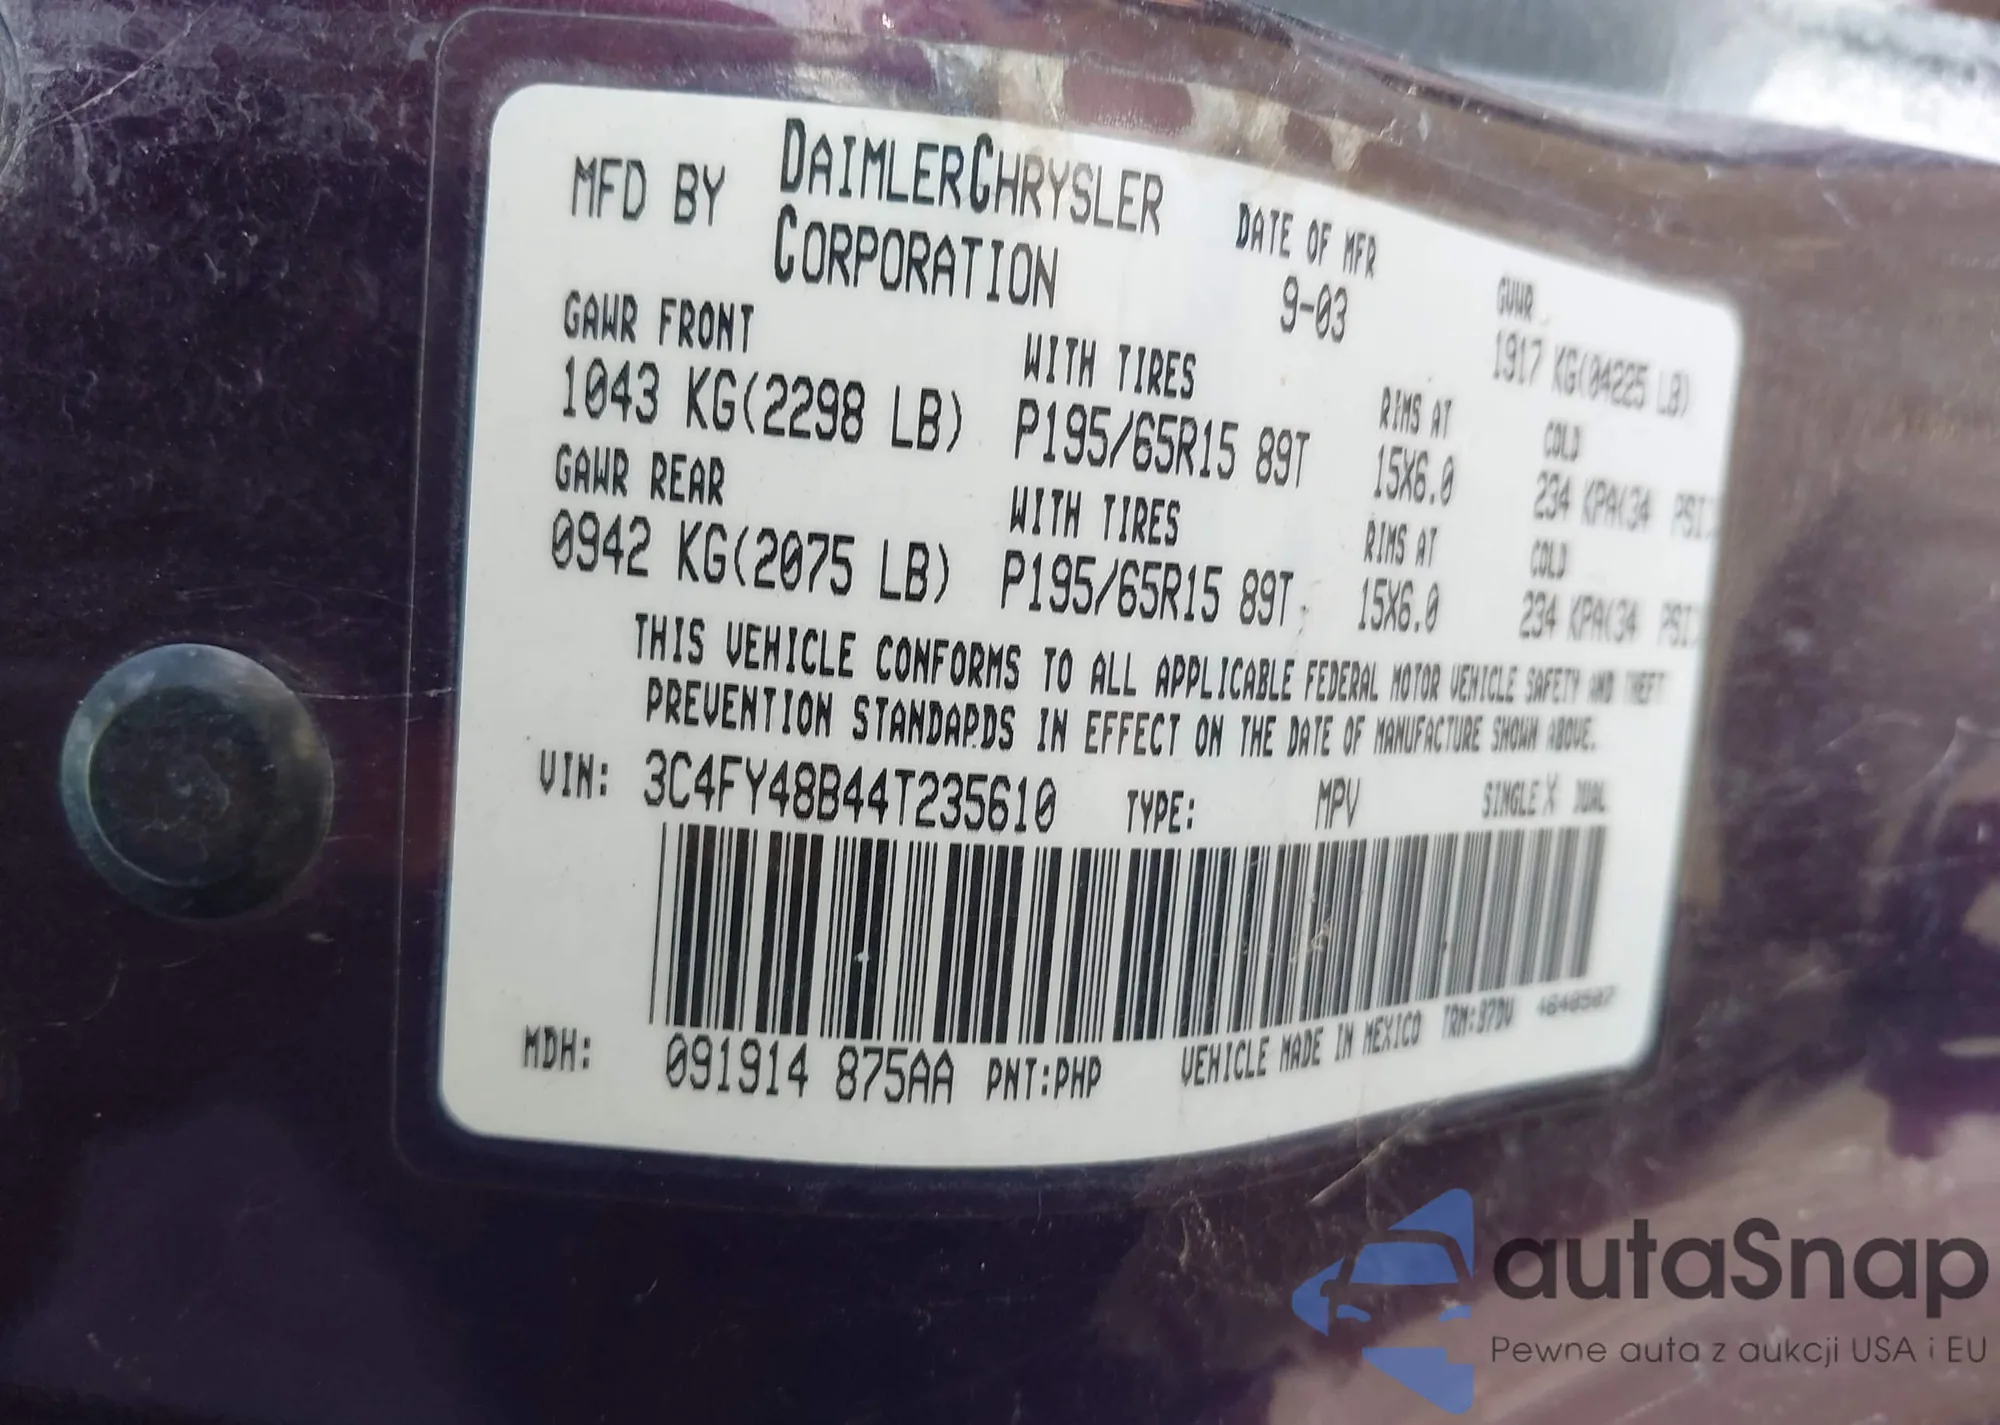 MFD BY DAIMLERCHRYSLER CORPORATION
DATE OF MFR 9-03
GVWR 1917 KG(04225 LB)
GAWR FRONT WITH TIRES RIMS AT COLD
1043 KG(2298 LB) P195/65R15 89T 15X6.0 234 KPA(34 PSI)
GAWR REAR WITH TIRES RIMS AT COLD
0942 KG(2075 LB) P195/65R15 89T 15X6.0 234 KPA(34 PSI)
THIS VEHICLE CONFORMS TO ALL APPLICABLE FEDERAL MOTOR VEHICLE SAFETY AND THEFT
PREVENTION STANDARDS IN EFFECT ON THE DATE OF MANUFACTURE SHOWN ABOVE.
VIN: 3C4FY48B44T235610 TYPE: MPV SINGLE X DUAL
MDH: 091914 875AA PNT:PHP VEHICLE MADE IN MEXICO
autaSnap
Pewne auta z aukcji USA i EU